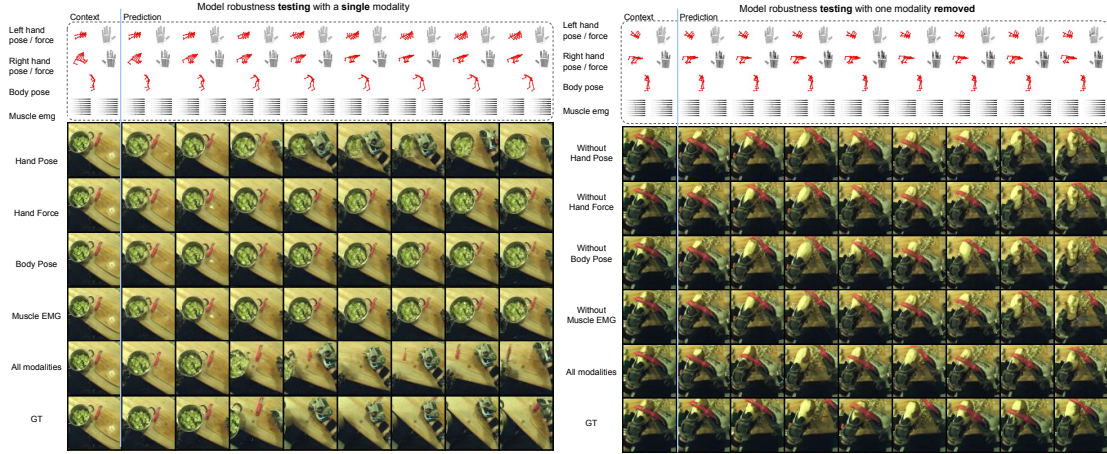 Model robustness testing with a single modality
Context Prediction
Left hand
pose / force
Right hand
pose / force
Body pose
Muscle emg
Hand Pose
Hand Force
Body Pose
Muscle EMG
All modalities
GT
Model robustness testing with one modality removed
Context Prediction
Left hand
pose / force
Right hand
pose / force
Body pose
Muscle emg
Without
Hand Pose
Without
Hand Force
Without
Body Pose
Without
Muscle EMG
All modalities
GT